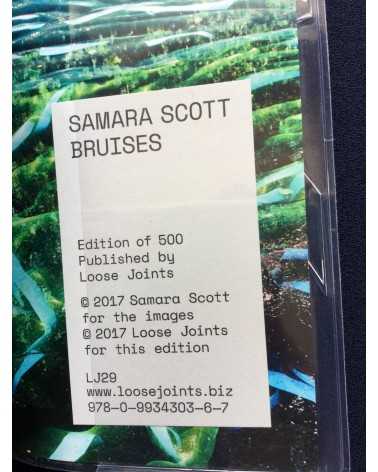 SAMARA SCOTT
BRUISES
Edition of 500
Published by
Loose Joints
© 2017 Samara Scott
for the images
© 2017 Loose Joints
for this edition
LJ29
www.loosejoints.biz
978-0-9934303-6-7